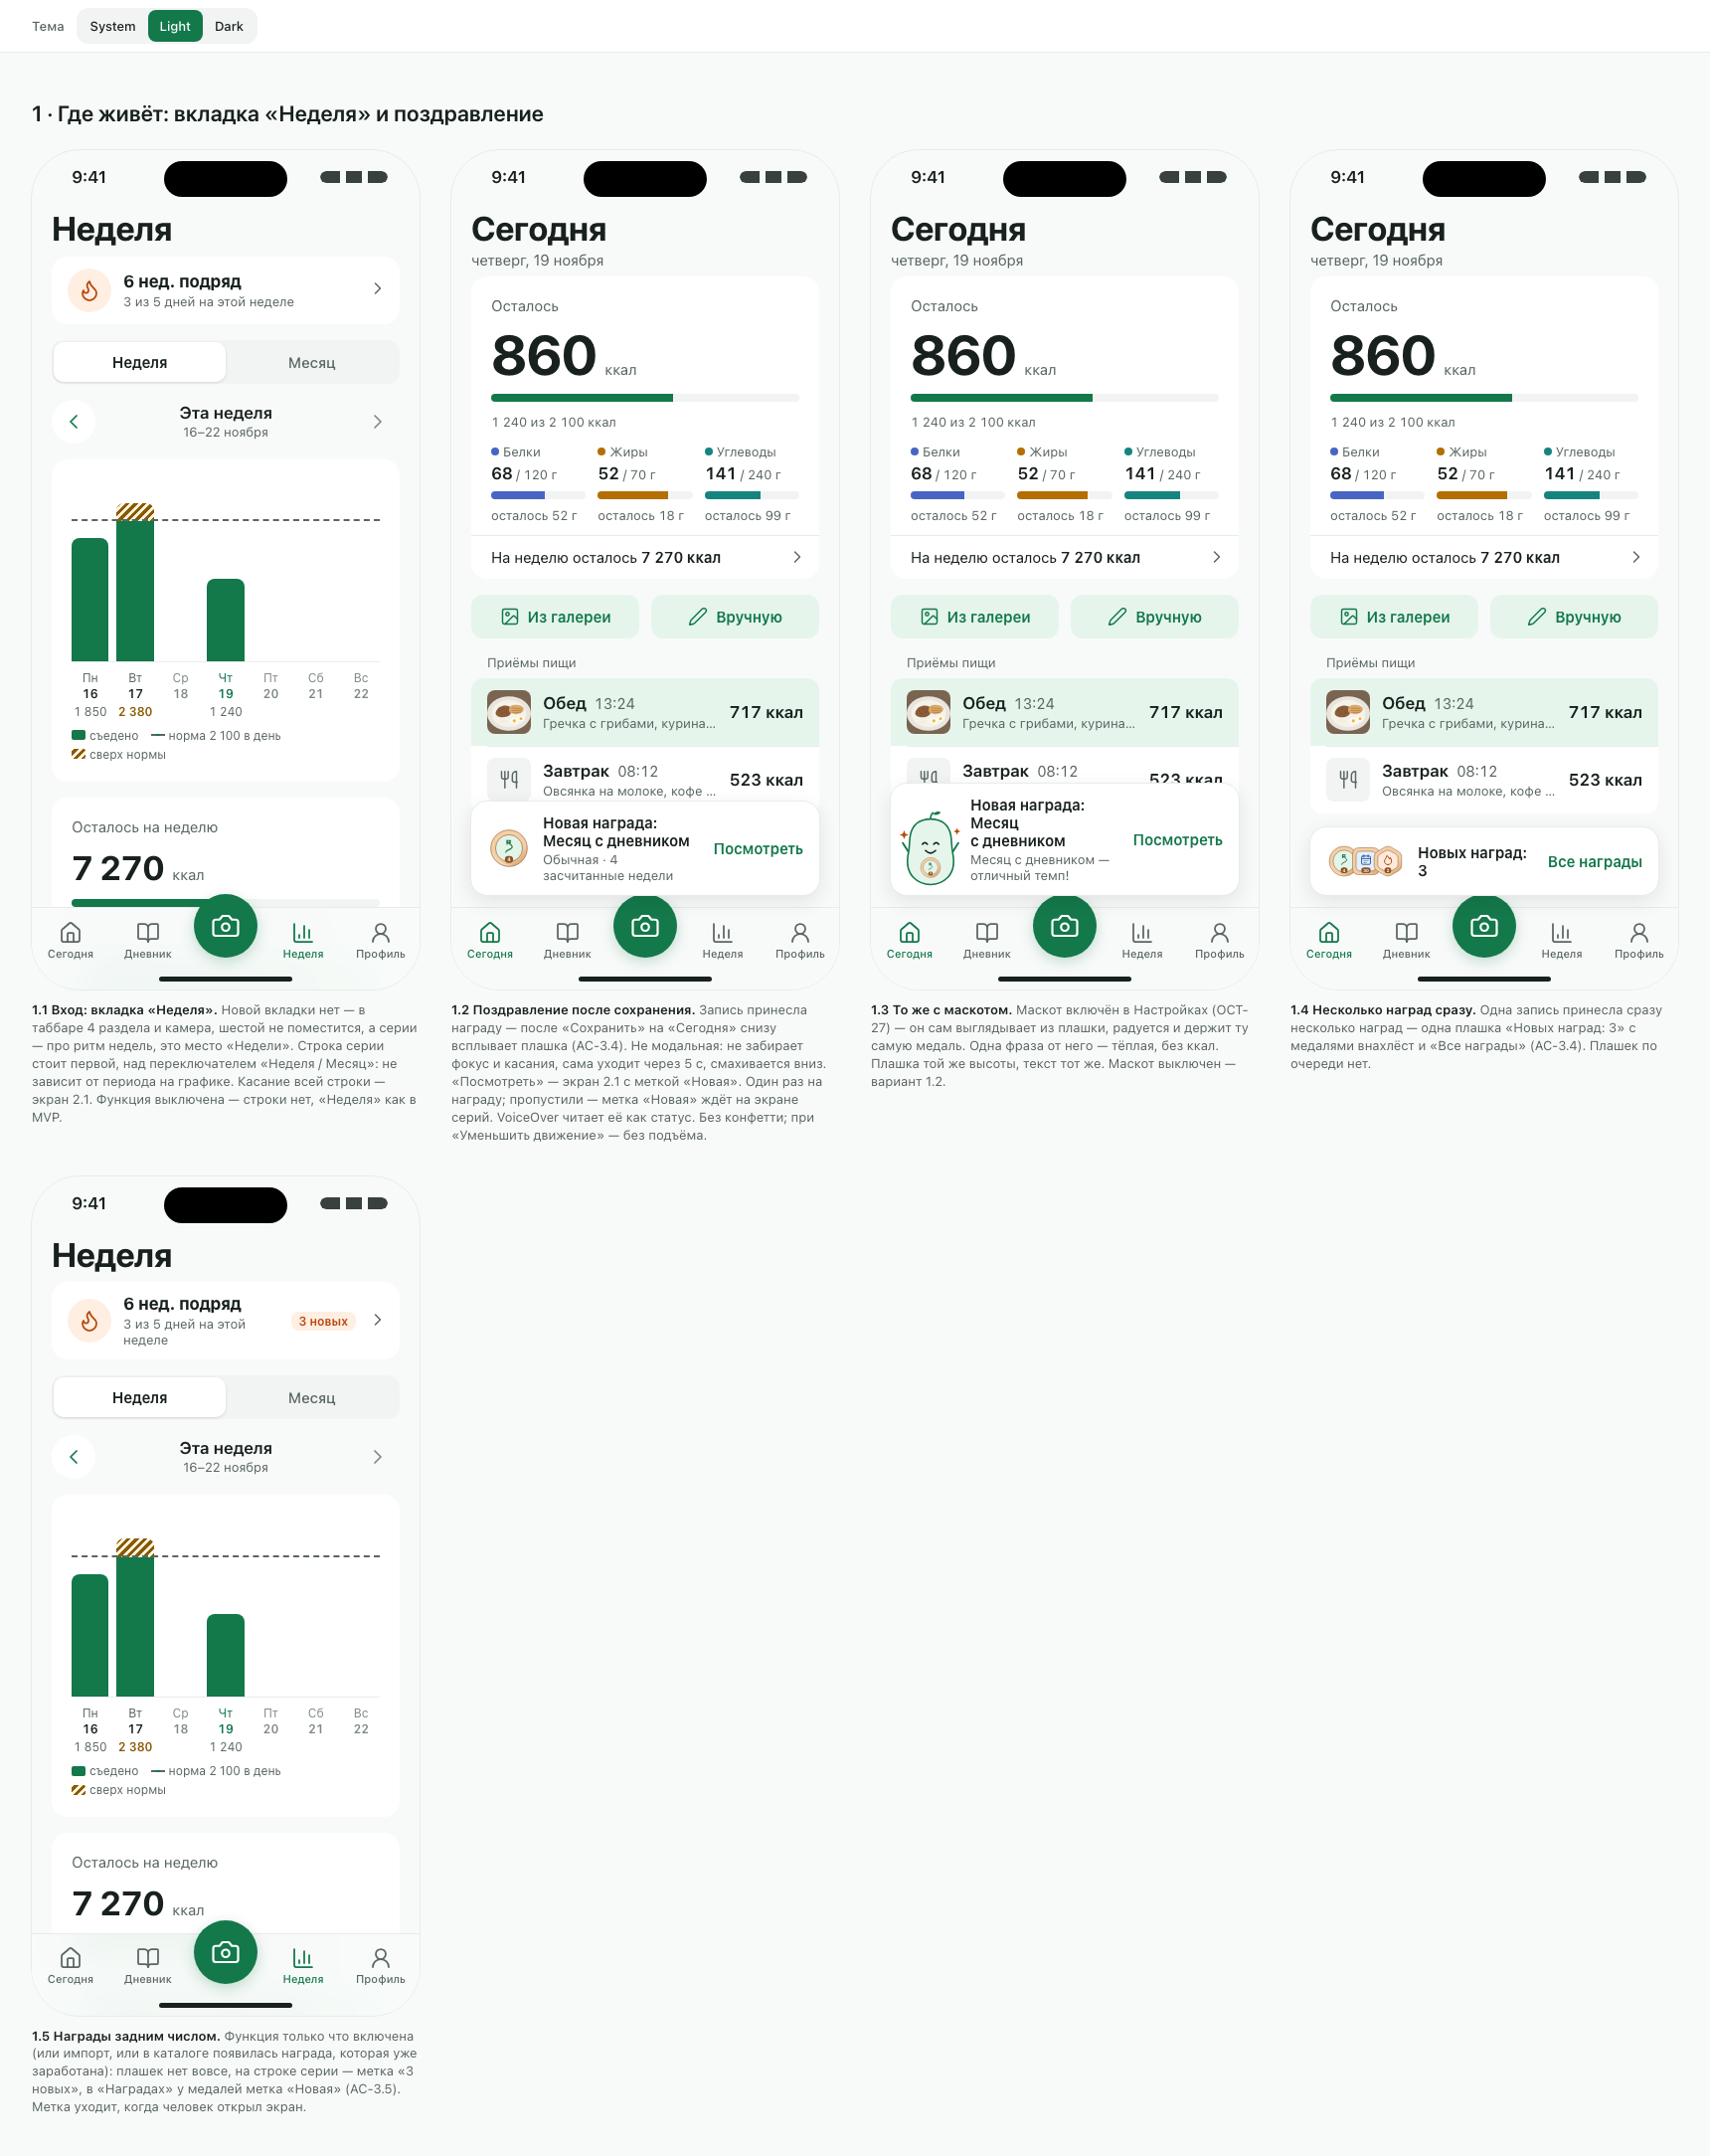 Тема System Light Dark
1 · Где живёт: вкладка «Неделя» и поздравление
9:41
Неделя
6 нед. подряд
3 из 5 дней на этой неделе
Неделя Месяц
Эта неделя
16–22 ноября
Пн Вт Ср Чт Пт Сб Вс
16 17 18 19 20 21 22
1 850 2 380 1 240
съедено норма 2 100 в день
сверх нормы
Осталось на неделю
7 270 ккал
Сегодня Дневник Неделя Профиль
1.1 Вход: вкладка «Неделя». Новой вкладки нет — в
таббаре 4 раздела и камера, шестой не поместится, а серии
— про ритм недель, это место «Недели». Строка серии
стоит первой, над переключателем «Неделя / Месяц»: не
зависит от периода на графике. Касание всей строки —
экран 2.1. Функция выключена — строки нет, «Неделя» как в
MVP.
9:41
Сегодня
четверг, 19 ноября
Осталось
860 ккал
1 240 из 2 100 ккал
Белки Жиры Углеводы
68 / 120 г 52 / 70 г 141 / 240 г
осталось 52 г осталось 18 г осталось 99 г
На неделю осталось 7 270 ккал
Из галереи Вручную
Приёмы пищи
Обед 13:24
Гречка с грибами, курина... 717 ккал
Завтрак 08:12
Овсянка на молоке, кофе ... 523 ккал
Новая награда:
Месяц с дневником
Обычная · 4
засчитанные недели
Посмотреть
Сегодня Дневник Неделя Профиль
1.2 Поздравление после сохранения. Запись принесла
награду — после «Сохранить» на «Сегодня» снизу
всплывает плашка (AC-3.4). Не модальная: не забирает
фокус и касания, сама уходит через 5 с, смахивается вниз.
«Посмотреть» — экран 2.1 с меткой «Новая». Один раз на
награду; пропустили — метка «Новая» ждёт на экране
серий. VoiceOver читает её как статус. Без конфетти; при
«Уменьшить движение» — без подъёма.
9:41
Сегодня
четверг, 19 ноября
Осталось
860 ккал
1 240 из 2 100 ккал
Белки Жиры Углеводы
68 / 120 г 52 / 70 г 141 / 240 г
осталось 52 г осталось 18 г осталось 99 г
На неделю осталось 7 270 ккал
Из галереи Вручную
Приёмы пищи
Обед 13:24
Гречка с грибами, курина... 717 ккал
Завтрак 08:12
523 ккал
Новая награда:
Месяц
с дневником
Месяц с дневником —
отличный темп!
Посмотреть
Сегодня Дневник Неделя Профиль
1.3 То же с маскотом. Маскот включён в Настройках (ОСТ-
27) — он сам выглядывает из плашки, радуется и держит ту
самую медаль. Одна фраза от него — тёплая, без ккал.
Плашка той же высоты, текст тот же. Маскот выключен —
вариант 1.2.
9:41
Сегодня
четверг, 19 ноября
Осталось
860 ккал
1 240 из 2 100 ккал
Белки Жиры Углеводы
68 / 120 г 52 / 70 г 141 / 240 г
осталось 52 г осталось 18 г осталось 99 г
На неделю осталось 7 270 ккал
Из галереи Вручную
Приёмы пищи
Обед 13:24
Гречка с грибами, курина... 717 ккал
Завтрак 08:12
Овсянка на молоке, кофе ... 523 ккал
Новых наград:
3
Все награды
Сегодня Дневник Неделя Профиль
1.4 Несколько наград сразу. Одна запись принесла сразу
несколько наград — одна плашка «Новых наград: 3» с
медалями внахлёст и «Все награды» (AC-3.4). Плашек по
очереди нет.
9:41
Неделя
6 нед. подряд
3 из 5 дней на этой
неделе
3 новых
Неделя Месяц
Эта неделя
16–22 ноября
Пн Вт Ср Чт Пт Сб Вс
16 17 18 19 20 21 22
1 850 2 380 1 240
съедено норма 2 100 в день
сверх нормы
Осталось на неделю
7 270 ккал
Сегодня Дневник Неделя Профиль
1.5 Награды задним числом. Функция только что включена
(или импорт, или в каталоге появилась награда, которая уже
заработана): плашек нет вовсе, на строке серии — метка «3
новых», в «Наградах» у медалей метка «Новая» (AC-3.5).
Метка уходит, когда человек открыл экран.